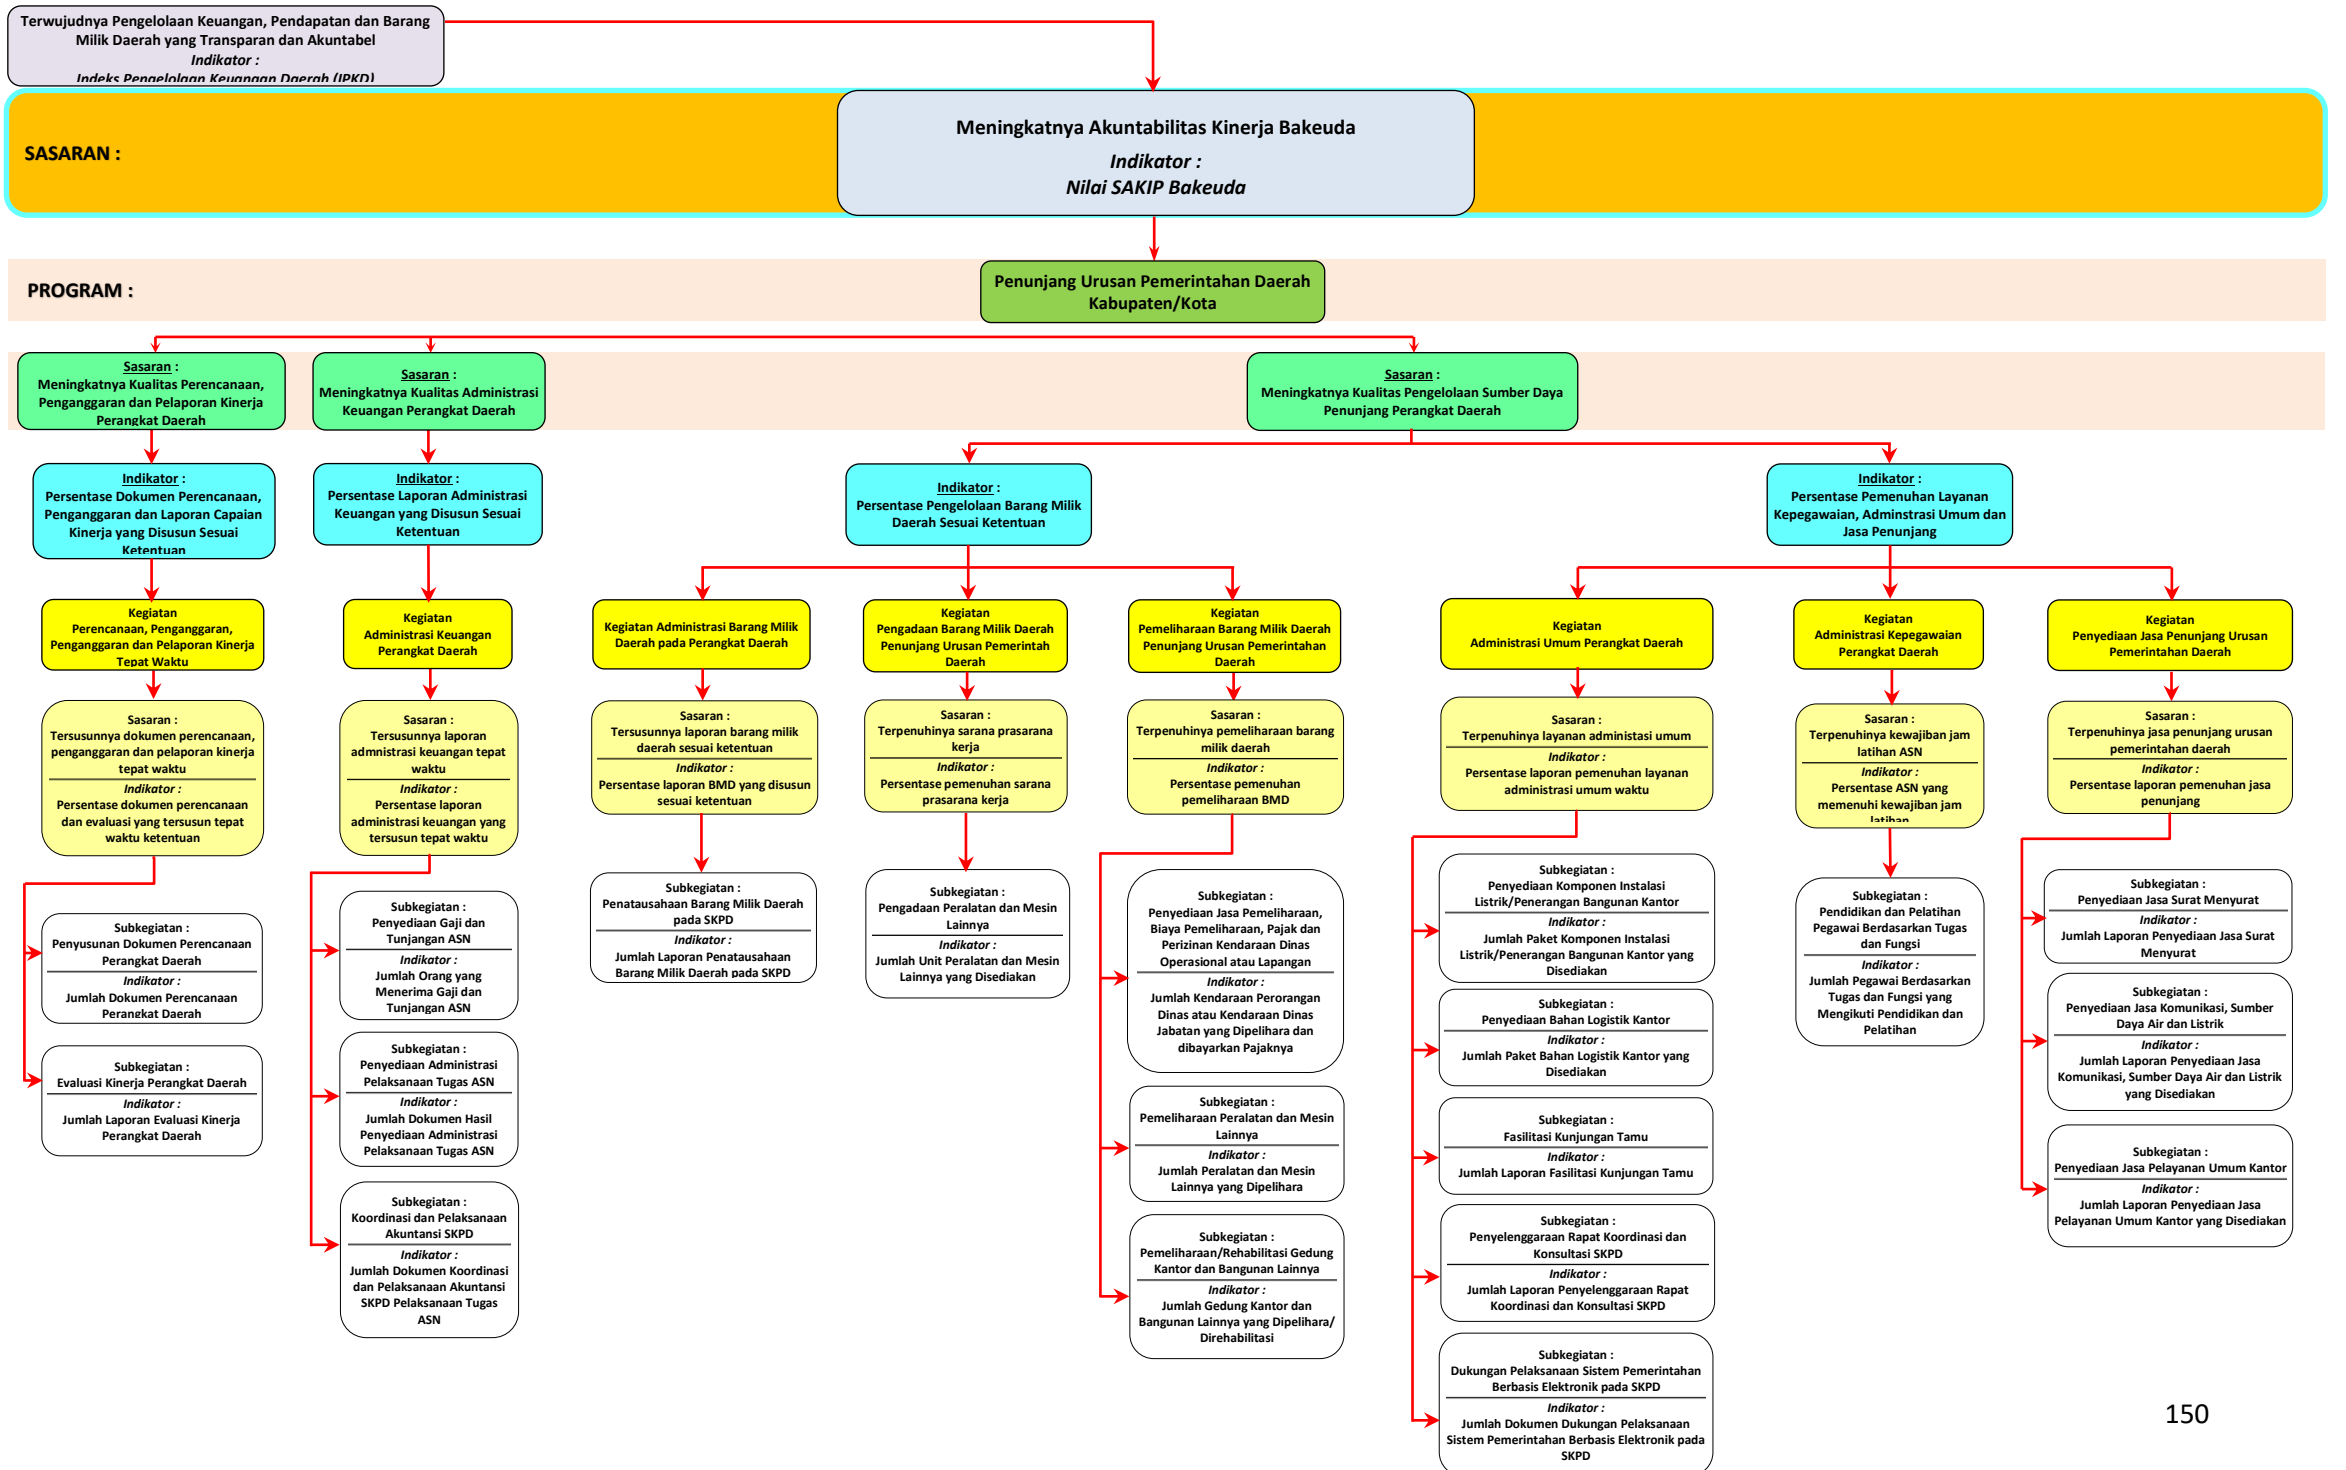 Terwujudnya Pengelolaan Keuangan, Pendapatan dan Barang
Milik Daerah yang Transparan dan Akuntabel
Indikator :
Indeks Pengelolaan Keuangan Daerah (IPKD)
SASARAN :
Meningkatnya Akuntabilitas Kinerja Bakeuda
Indikator :
Nilai SAKIP Bakeuda
PROGRAM :
Penunjang Urusan Pemerintahan Daerah
Kabupaten/Kota
Sasaran :
Meningkatnya Kualitas Perencanaan,
Penganggaran dan Pelaporan Kinerja
Perangkat Daerah
Sasaran :
Meningkatnya Kualitas Administrasi
Keuangan Perangkat Daerah
Sasaran :
Meningkatnya Kualitas Pengelolaan Sumber Daya
Penunjang Perangkat Daerah
Indikator :
Persentase Dokumen Perencanaan,
Penganggaran dan Laporan Capaian
Kinerja yang Disusun Sesuai
Ketentuan
Indikator :
Persentase Laporan Administrasi
Keuangan yang Disusun Sesuai
Ketentuan
Indikator :
Persentase Pengelolaan Barang Milik
Daerah Sesuai Ketentuan
Indikator :
Persentase Pemenuhan Layanan
Kepegawaian, Adminstrasi Umum dan
Jasa Penunjang
Kegiatan
Perencanaan, Penganggaran,
Penganggaran dan Pelaporan Kinerja
Tepat Waktu
Kegiatan
Administrasi Keuangan
Perangkat Daerah
Kegiatan Administrasi Barang Milik
Daerah pada Perangkat Daerah
Kegiatan
Pengadaan Barang Milik Daerah
Penunjang Urusan Pemerintah
Daerah
Kegiatan
Pemeliharaan Barang Milik Daerah
Penunjang Urusan Pemerintahan
Daerah
Kegiatan
Administrasi Umum Perangkat Daerah
Kegiatan
Administrasi Kepegawaian
Perangkat Daerah
Kegiatan
Penyediaan Jasa Penunjang Urusan
Pemerintahan Daerah
Sasaran :
Tersusunnya dokumen perencanaan,
penganggaran dan pelaporan kinerja
tepat waktu
Indikator :
Persentase dokumen perencanaan
dan evaluasi yang tersusun tepat
waktu ketentuan
Sasaran :
Tersusunnya laporan
admnistrasi keuangan tepat
waktu
Indikator :
Persentase laporan
administrasi keuangan yang
tersusun tepat waktu
Sasaran :
Tersusunnya laporan barang milik
daerah sesuai ketentuan
Indikator :
Persentase laporan BMD yang disusun
sesuai ketentuan
Sasaran :
Terpenuhinya sarana prasarana
kerja
Indikator :
Persentase pemenuhan sarana
prasarana kerja
Sasaran :
Terpenuhinya pemeliharaan barang
milik daerah
Indikator :
Persentase pemenuhan
pemeliharaan BMD
Sasaran :
Terpenuhinya layanan administasi umum
Indikator :
Persentase laporan pemenuhan layanan
administrasi umum waktu
Sasaran :
Terpenuhinya kewajiban jam
latihan ASN
Indikator :
Persentase ASN yang
memenuhi kewajiban jam
latihan
Sasaran :
Terpenuhinya jasa penunjang urusan
pemerintahan daerah
Indikator :
Persentase laporan pemenuhan jasa
penunjang
Subkegiatan :
Penyusunan Dokumen Perencanaan
Perangkat Daerah
Indikator :
Jumlah Dokumen Perencanaan
Perangkat Daerah
Subkegiatan :
Evaluasi Kinerja Perangkat Daerah
Indikator :
Jumlah Laporan Evaluasi Kinerja
Perangkat Daerah
Subkegiatan :
Penyediaan Gaji dan
Tunjangan ASN
Indikator :
Jumlah Orang yang
Menerima Gaji dan
Tunjangan ASN
Subkegiatan :
Penyediaan Administrasi
Pelaksanaan Tugas ASN
Indikator :
Jumlah Dokumen Hasil
Penyediaan Administrasi
Pelaksanaan Tugas ASN
Subkegiatan :
Koordinasi dan Pelaksanaan
Akuntansi SKPD
Indikator :
Jumlah Dokumen Koordinasi
dan Pelaksanaan Akuntansi
SKPD Pelaksanaan Tugas
ASN
Subkegiatan :
Penatausahaan Barang Milik Daerah
pada SKPD
Indikator :
Jumlah Laporan Penatausahaan
Barang Milik Daerah pada SKPD
Subkegiatan :
Pengadaan Peralatan dan Mesin
Lainnya
Indikator :
Jumlah Unit Peralatan dan Mesin
Lainnya yang Disediakan
Subkegiatan :
Penyediaan Jasa Pemeliharaan,
Biaya Pemeliharaan, Pajak dan
Perizinan Kendaraan Dinas
Operasional atau Lapangan
Indikator :
Jumlah Kendaraan Perorangan
Dinas atau Kendaraan Dinas
Jabatan yang Dipelihara dan
dibayarkan Pajaknya
Subkegiatan :
Pemeliharaan Peralatan dan Mesin
Lainnya
Indikator :
Jumlah Peralatan dan Mesin
Lainnya yang Dipelihara
Subkegiatan :
Pemeliharaan/Rehabilitasi Gedung
Kantor dan Bangunan Lainnya
Indikator :
Jumlah Gedung Kantor dan
Bangunan Lainnya yang Dipelihara/
Direhabilitasi
Subkegiatan :
Penyediaan Komponen Instalasi
Listrik/Penerangan Bangunan Kantor
Indikator :
Jumlah Paket Komponen Instalasi
Listrik/Penerangan Bangunan Kantor yang
Disediakan
Subkegiatan :
Penyediaan Bahan Logistik Kantor
Indikator :
Jumlah Paket Bahan Logistik Kantor yang
Disediakan
Subkegiatan :
Fasilitasi Kunjungan Tamu
Indikator :
Jumlah Laporan Fasilitasi Kunjungan Tamu
Subkegiatan :
Penyelenggaraan Rapat Koordinasi dan
Konsultasi SKPD
Indikator :
Jumlah Laporan Penyelenggaraan Rapat
Koordinasi dan Konsultasi SKPD
Subkegiatan :
Dukungan Pelaksanaan Sistem Pemerintahan
Berbasis Elektronik pada SKPD
Indikator :
Jumlah Dokumen Dukungan Pelaksanaan
Sistem Pemerintahan Berbasis Elektronik pada
SKPD
Subkegiatan :
Pendidikan dan Pelatihan
Pegawai Berdasarkan Tugas
dan Fungsi
Indikator :
Jumlah Pegawai Berdasarkan
Tugas dan Fungsi yang
Mengikuti Pendidikan dan
Pelatihan
Subkegiatan :
Penyediaan Jasa Surat Menyurat
Indikator :
Jumlah Laporan Penyediaan Jasa Surat
Menyurat
Subkegiatan :
Penyediaan Jasa Komunikasi, Sumber
Daya Air dan Listrik
Indikator :
Jumlah Laporan Penyediaan Jasa
Komunikasi, Sumber Daya Air dan Listrik
yang Disediakan
Subkegiatan :
Penyediaan Jasa Pelayanan Umum Kantor
Indikator :
Jumlah Laporan Penyediaan Jasa
Pelayanan Umum Kantor yang Disediakan
150